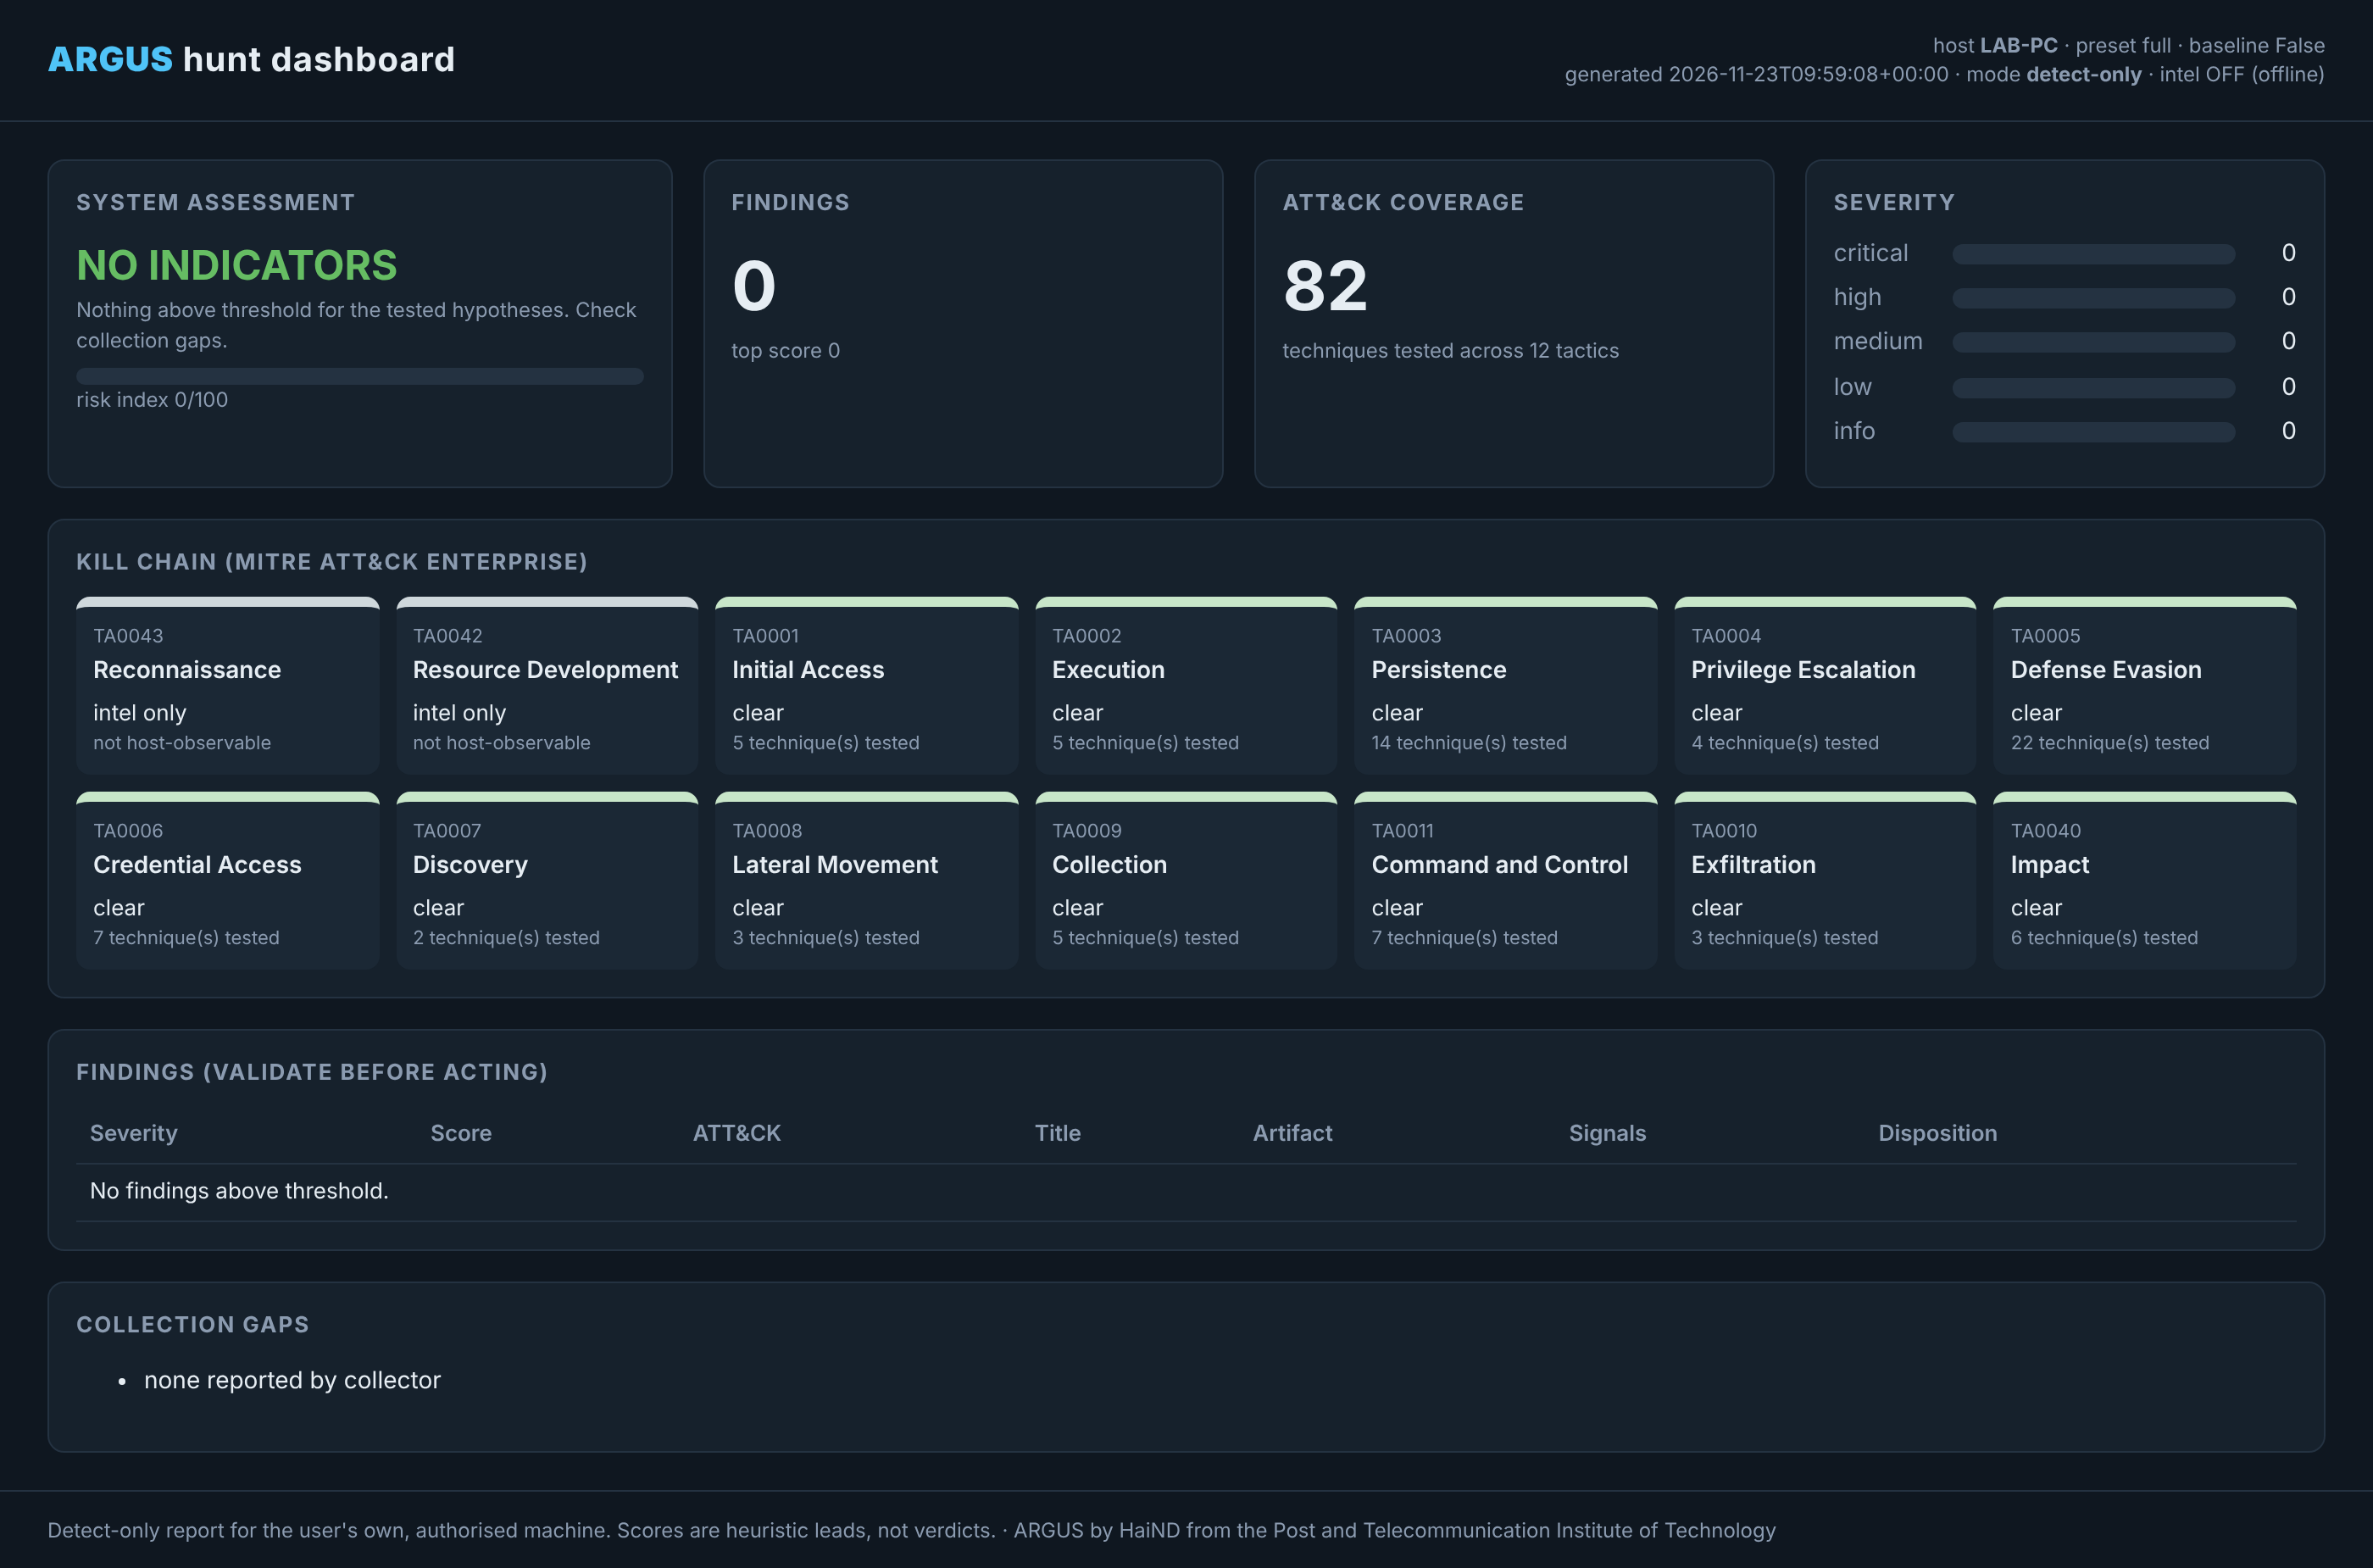 ARGUS hunt dashboard
host LAB-PC · preset full · baseline False
generated 2026-11-23T09:59:08+00:00 · mode detect-only · intel OFF (offline)
SYSTEM ASSESSMENT
NO INDICATORS
Nothing above threshold for the tested hypotheses. Check
collection gaps.
risk index 0/100
FINDINGS
0
top score 0
ATT&CK COVERAGE
82
techniques tested across 12 tactics
SEVERITY
critical 0
high 0
medium 0
low 0
info 0
KILL CHAIN (MITRE ATT&CK ENTERPRISE)
TA0043
Reconnaissance
intel only
not host-observable
TA0042
Resource Development
intel only
not host-observable
TA0001
Initial Access
clear
5 technique(s) tested
TA0002
Execution
clear
5 technique(s) tested
TA0003
Persistence
clear
14 technique(s) tested
TA0004
Privilege Escalation
clear
4 technique(s) tested
TA0005
Defense Evasion
clear
22 technique(s) tested
TA0006
Credential Access
clear
7 technique(s) tested
TA0007
Discovery
clear
2 technique(s) tested
TA0008
Lateral Movement
clear
3 technique(s) tested
TA0009
Collection
clear
5 technique(s) tested
TA0011
Command and Control
clear
7 technique(s) tested
TA0010
Exfiltration
clear
3 technique(s) tested
TA0040
Impact
clear
6 technique(s) tested
FINDINGS (VALIDATE BEFORE ACTING)
Severity Score ATT&CK Title Artifact Signals Disposition
No findings above threshold.
COLLECTION GAPS
• none reported by collector
Detect-only report for the user's own, authorised machine. Scores are heuristic leads, not verdicts. · ARGUS by HaiND from the Post and Telecommunication Institute of Technology